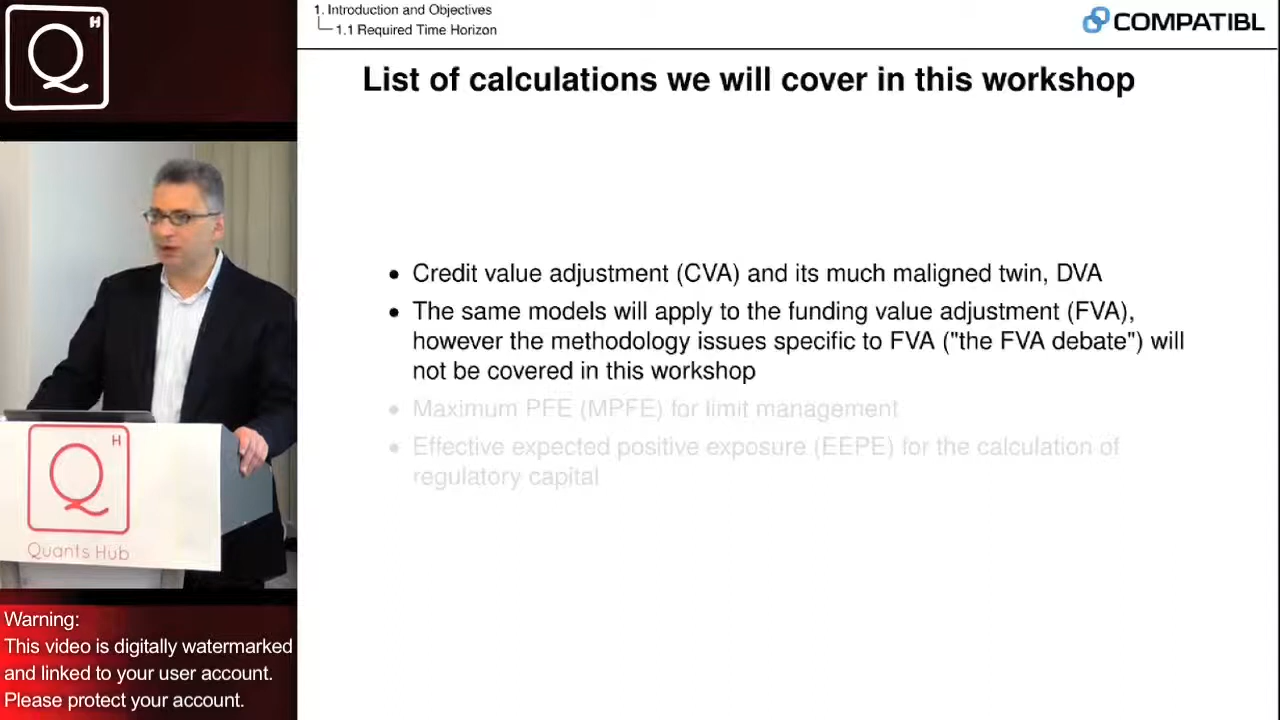 Q H
1. Introduction and Objectives
1.1 Required Time Horizon
COMPATIBL
List of calculations we will cover in this workshop
• Credit value adjustment (CVA) and its much maligned twin, DVA
• The same models will apply to the funding value adjustment (FVA),
however the methodology issues specific to FVA ("the FVA debate") will
not be covered in this workshop
• Maximum PFE (MPFE) for limit management
• Effective expected positive exposure (EEPE) for the calculation of
regulatory capital
Q H
Quants Hub
Warning:
This video is digitally watermarked
and linked to your user account.
Please protect your account.